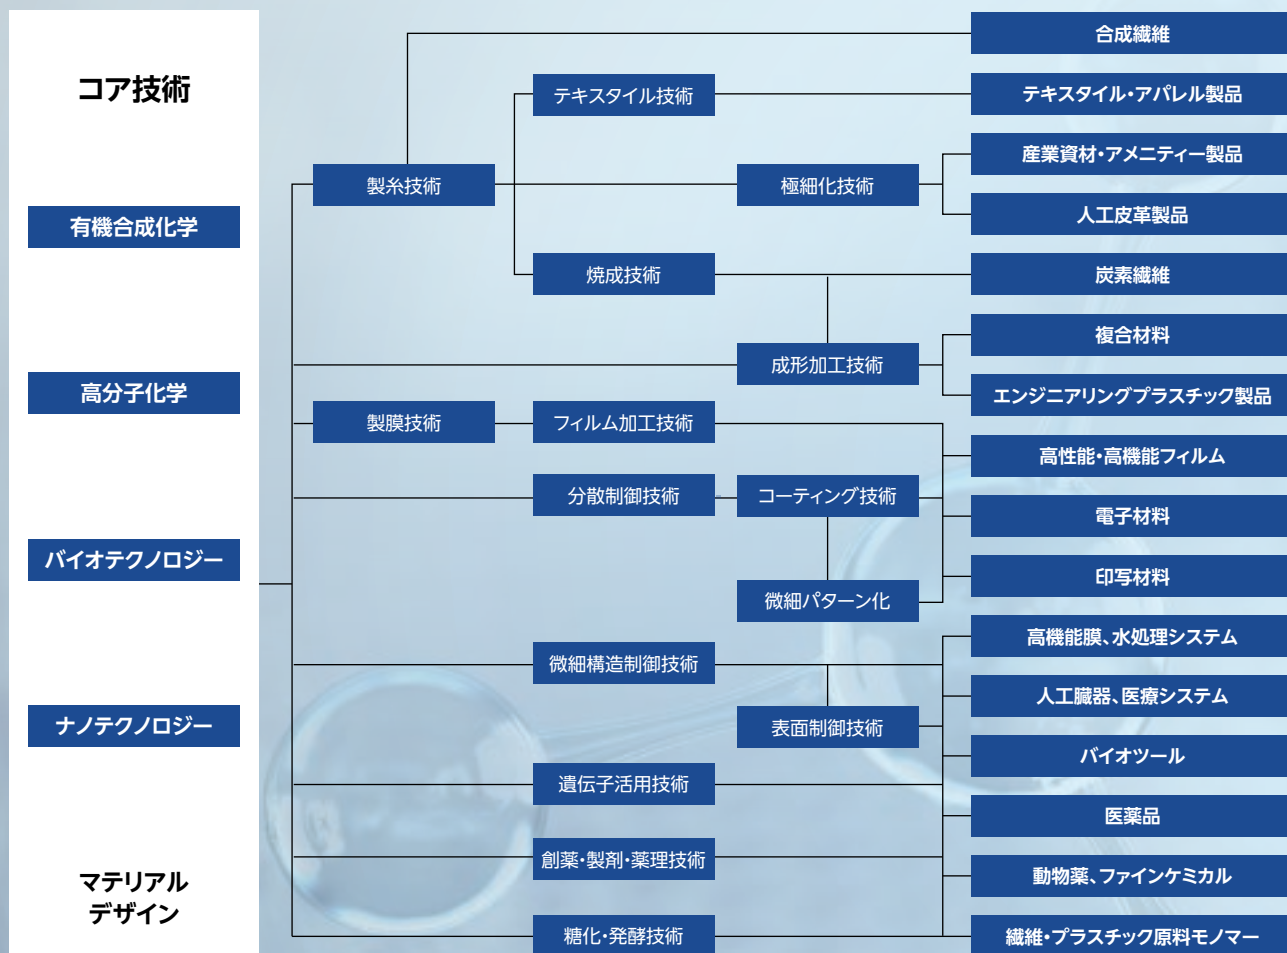 コア技術
有機合成化学
高分子化学
バイオテクノロジー
ナノテクノロジー
マテリアル
デザイン
製糸技術
製膜技術
テキスタイル技術
焼成技術
フィルム加工技術
分散制御技術
微細構造制御技術
遺伝子活用技術
創薬・製剤・薬理技術
糖化・発酵技術
極細化技術
成形加工技術
コーティング技術
微細パターン化
表面制御技術
合成繊維
テキスタイル・アパレル製品
産業資材・アメニティー製品
人工皮革製品
炭素繊維
複合材料
エンジニアリングプラスチック製品
高性能・高機能フィルム
電子材料
印写材料
高機能膜、水処理システム
人工臓器、医療システム
バイオツール
医薬品
動物薬、ファインケミカル
繊維・プラスチック原料モノマー